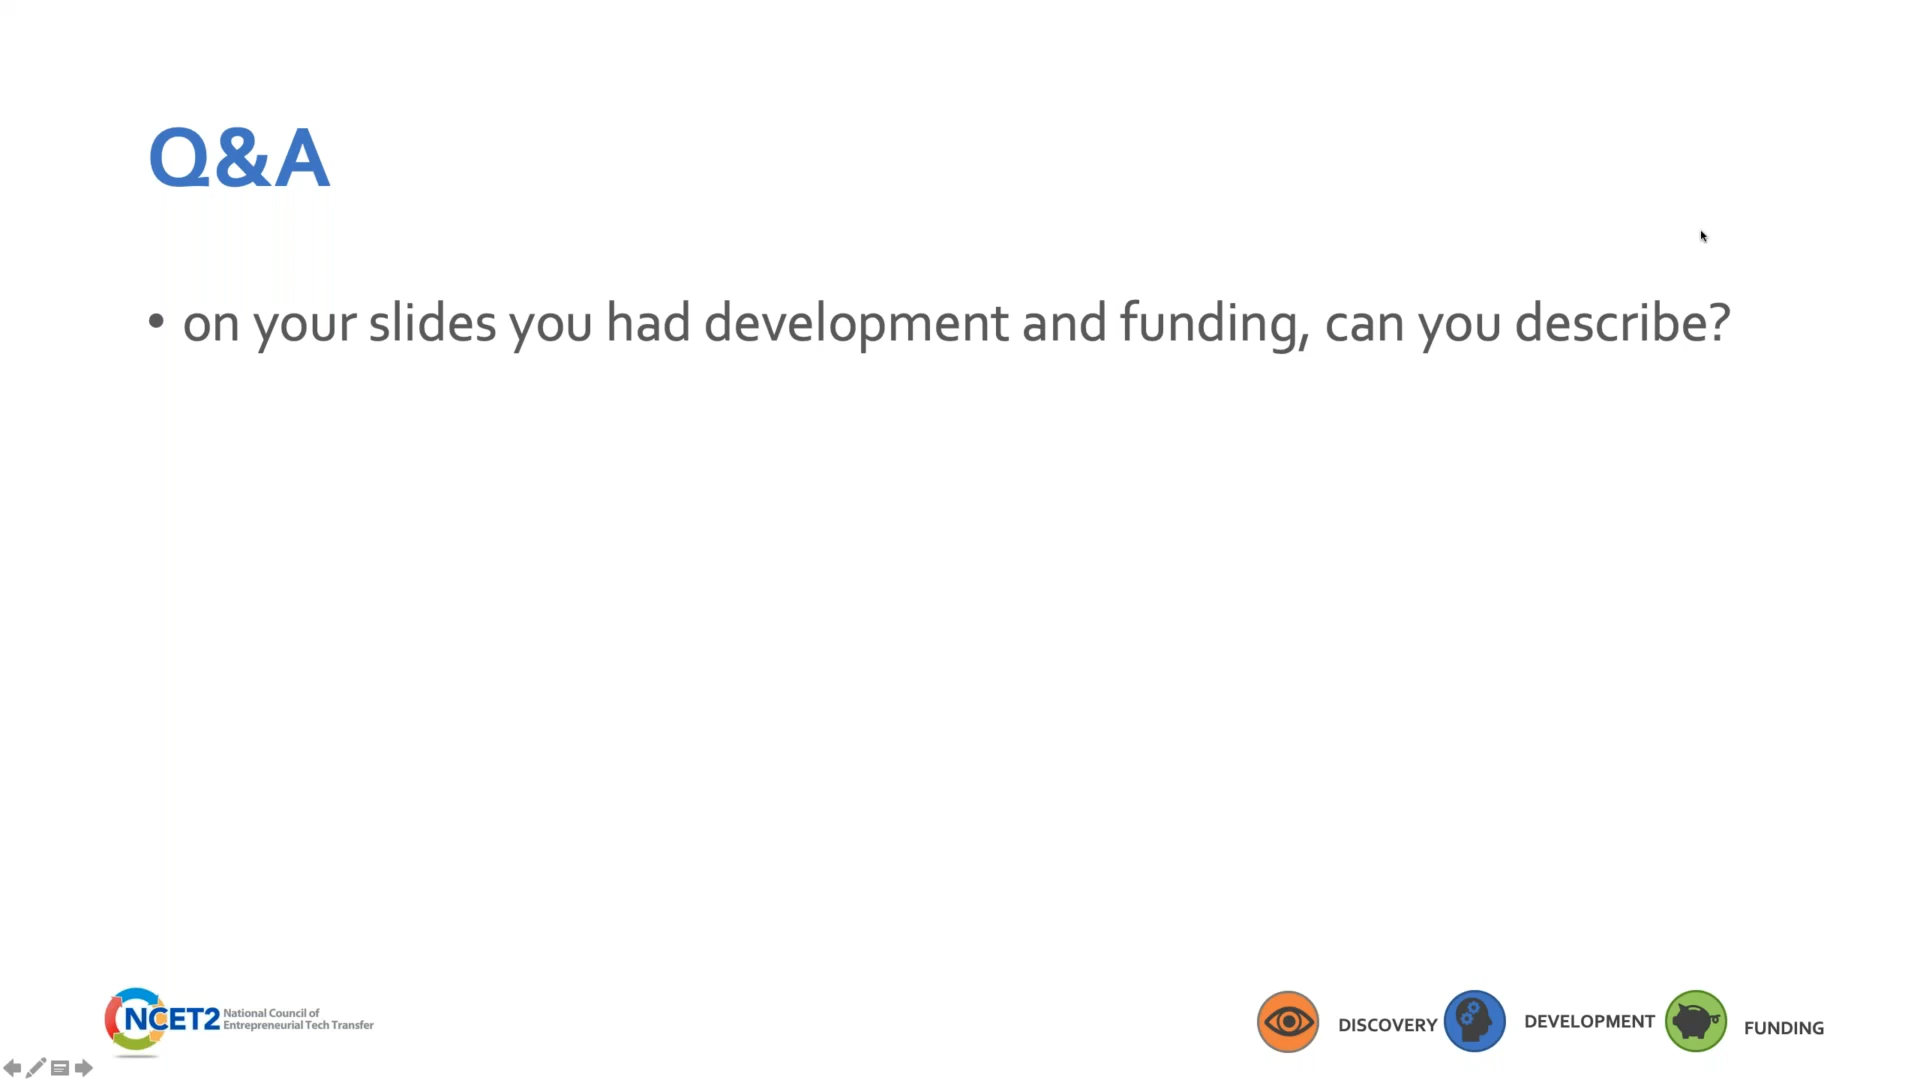 Q&A
• on your slides you had development and funding, can you describe?
NCET2 National Council of
Entrepreneurial Tech Transfer
DISCOVERY
DEVELOPMENT
FUNDING